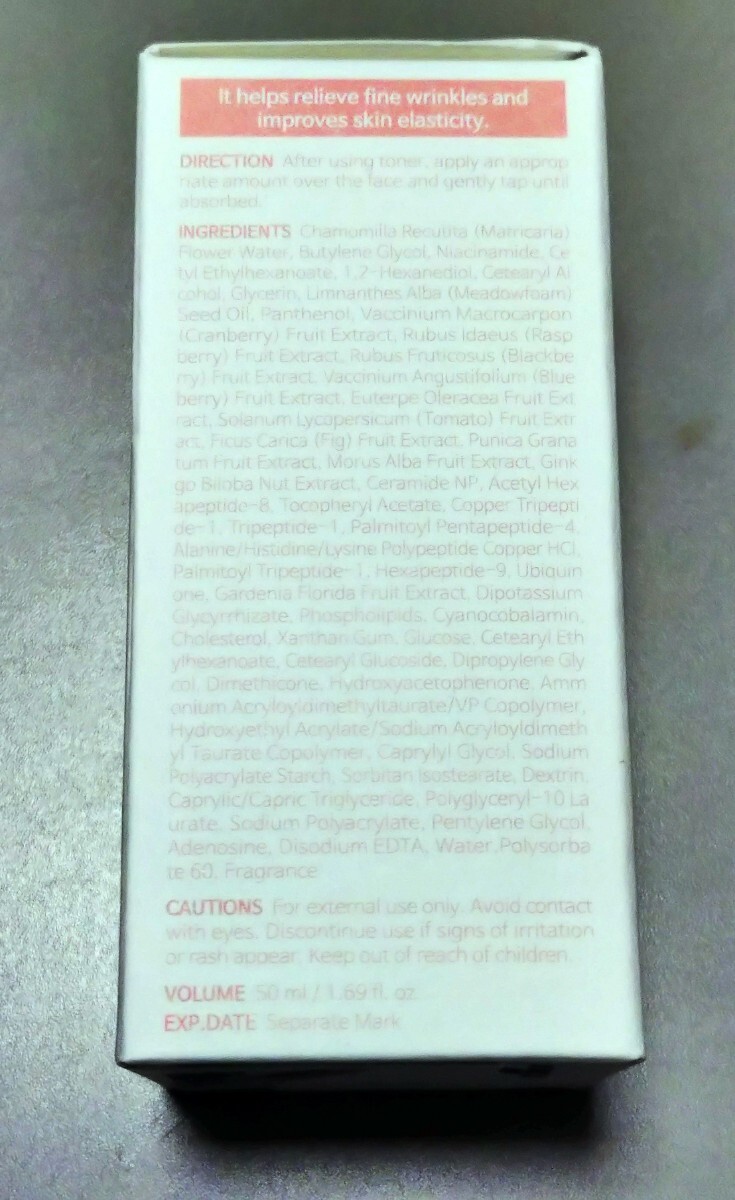 It helps relieve fine wrinkles and
improves skin elasticity.
DIRECTION After using toner, apply an approp
riate amount over the face and gently tap until
absorbed.
INGREDIENTS Chamomilla Recutita (Matricaria)
Flower Water, Butylene Glycol, Niacinamide, Ce
tyl Ethylhexanoate, 1,2-Hexanediol, Cetearyl Al
cohol, Glycerin, Limnanthes Alba (Meadowfoam)
Seed Oil, Panthenol, Vaccinium Macrocarpon
(Cranberry) Fruit Extract, Rubus Idaeus (Rasp
berry) Fruit Extract, Rubus Fruticosus (Blackbe
rry) Fruit Extract, Vaccinium Angustifolium (Blue
berry) Fruit Extract, Euterpe Oleracea Fruit Ext
ract, Solanum Lycopersicum (Tomato) Fruit Extr
act, Ficus Carica (Fig) Fruit Extract, Punica Grana
tum Fruit Extract, Morus Alba Fruit Extract, Gink
go Biloba Nut Extract, Ceramide NP, Acetyl Hex
apeptide-8, Tocopheryl Acetate, Copper Tripepti
de-1, Tripeptide-1, Palmitoyl Pentapeptide-4,
Alanine/Histidine/Lysine Polypeptide Copper HCl,
Palmitoyl Tripeptide-1, Hexapeptide-9, Ubiquin
one, Gardenia Florida Fruit Extract, Dipotassium
Glycyrrhizate, Phospholipids, Cyanocobalamin,
Cholesterol, Xanthan Gum, Glucose, Cetearyl Eth
ylhexanoate, Cetearyl Glucoside, Dipropylene Gly
col, Dimethicone, Hydroxyacetophenone, Amm
onium Acryloyldimethyltaurate/VP Copolymer,
Hydroxyethyl Acrylate/Sodium Acryloyldimeth
yl Taurate Copolymer, Caprylyl Glycol, Sodium
Polyacrylate Starch, Sorbitan Isostearate, Dextrin,
Caprylic/Capric Triglyceride, Polyglyceryl-10 La
urate, Sodium Polyacrylate, Pentylene Glycol,
Adenosine, Disodium EDTA, Water,Polysorba
te 60, Fragrance
CAUTIONS For external use only. Avoid contact
with eyes. Discontinue use if signs of irritation
or rash appear. Keep out of reach of children.
VOLUME 50 ml / 1.69 fl. oz.
EXP.DATE Separate Mark